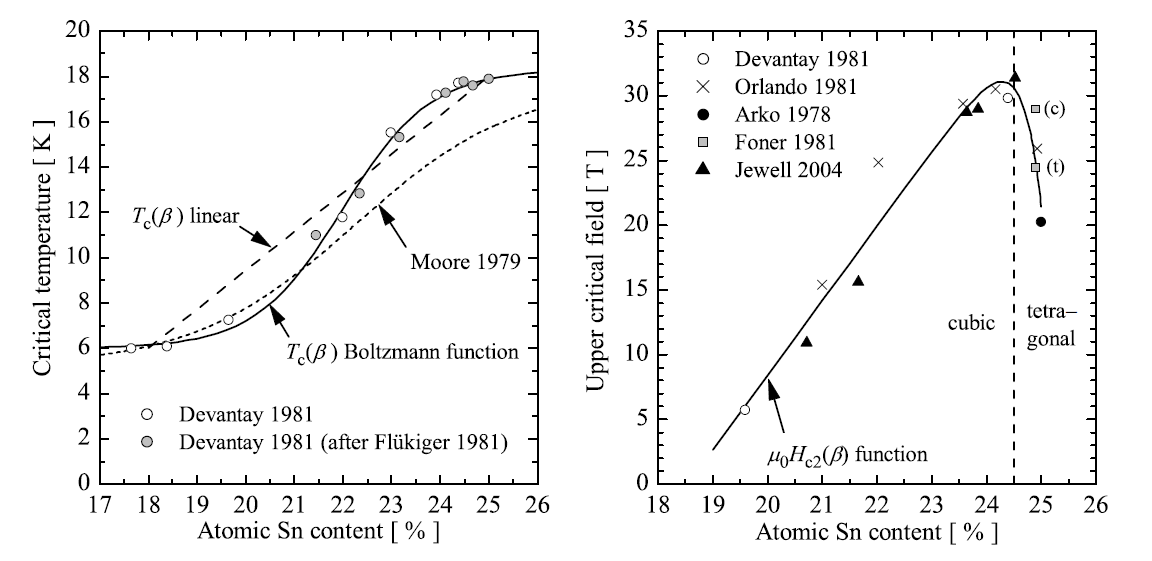 20
18
16
14
12
10
8
6
4
2
0
Critical temperature [ K ]
Tc(β) linear
Moore 1979
Tc(β) Boltzmann function
Devantay 1981
Devantay 1981 (after Flükiger 1981)
17 18 19 20 21 22 23 24 25 26
Atomic Sn content [ % ]
35
30
25
20
15
10
5
0
Upper critical field [ T ]
Devantay 1981
Orlando 1981
Arko 1978
Foner 1981
Jewell 2004
(c)
(t)
cubic
tetra–
gonal
μ0Hc2(β) function
18 19 20 21 22 23 24 25 26
Atomic Sn content [ % ]